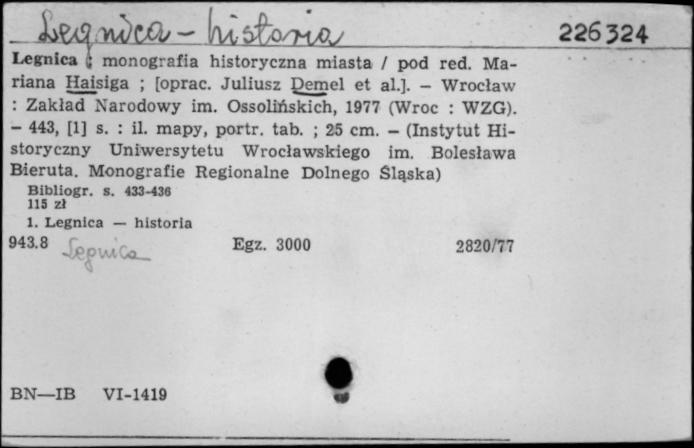 Legnica - historia 226324
Legnica : monografia historyczna miasta / pod red. Ma-
riana Haisiga ; [oprac. Juliusz Demel et al.]. – Wrocław
: Zakład Narodowy im. Ossolińskich, 1977 (Wroc : WZG).
– 443, [1] s. : il. mapy, portr. tab. ; 25 cm. – (Instytut Hi-
storyczny Uniwersytetu Wrocławskiego im. Bolesława
Bieruta. Monografie Regionalne Dolnego Śląska)
Bibliogr. s. 433-436
115 zł
1. Legnica — historia
943.8 Legnica Egz. 3000 2820/77
BN—IB VI-1419